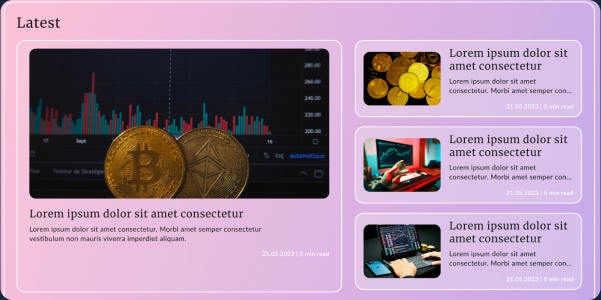 Latest
300.00
280.00
260.00
240.00
220.00
200.00
17
Sept
16
% log automatique
Lorem ipsum dolor sit amet consectetur
Lorem ipsum dolor sit amet consectetur. Morbi amet semper consectetur
vestibulum non mauris viverra imperdiet aliquam.
21.05.2023 | 5 min read
Lorem ipsum dolor sit
amet consectetur
Lorem ipsum dolor sit amet
consectetur. Morbi amet semper con...
21.05.2023 | 5 min read
Lorem ipsum dolor sit
amet consectetur
Lorem ipsum dolor sit amet
consectetur. Morbi amet semper con...
21.05.2023 | 5 min read
Lorem ipsum dolor sit
amet consectetur
Lorem ipsum dolor sit amet
consectetur. Morbi amet semper con...
21.05.2023 | 5 min read